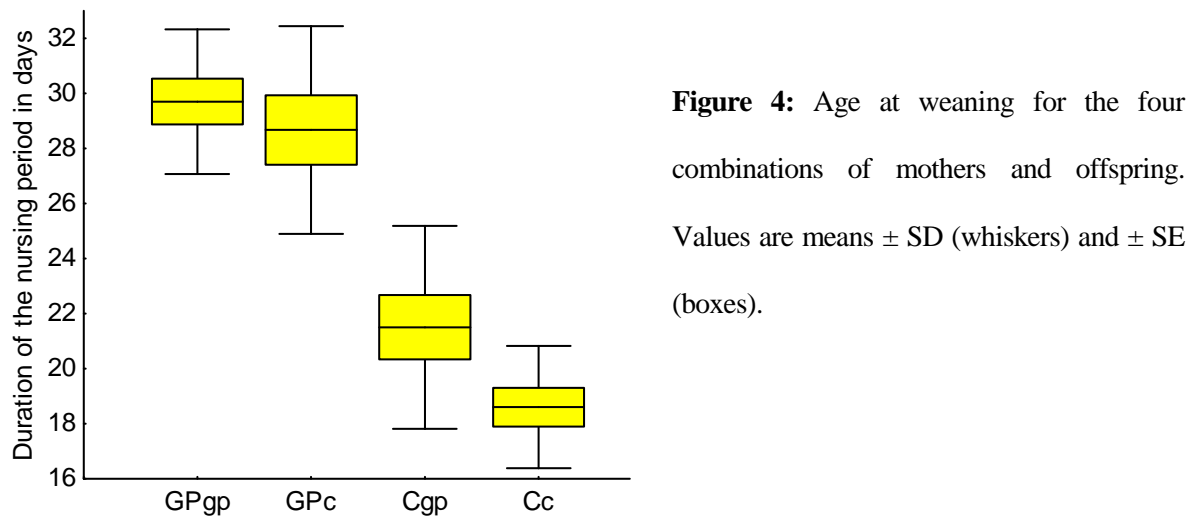 Duration of the nursing period in days
32
30
28
26
24
22
20
18
16
GPgp GPc Cgp Cc
Figure 4: Age at weaning for the four
combinations of mothers and offspring.
Values are means ± SD (whiskers) and ± SE
(boxes).